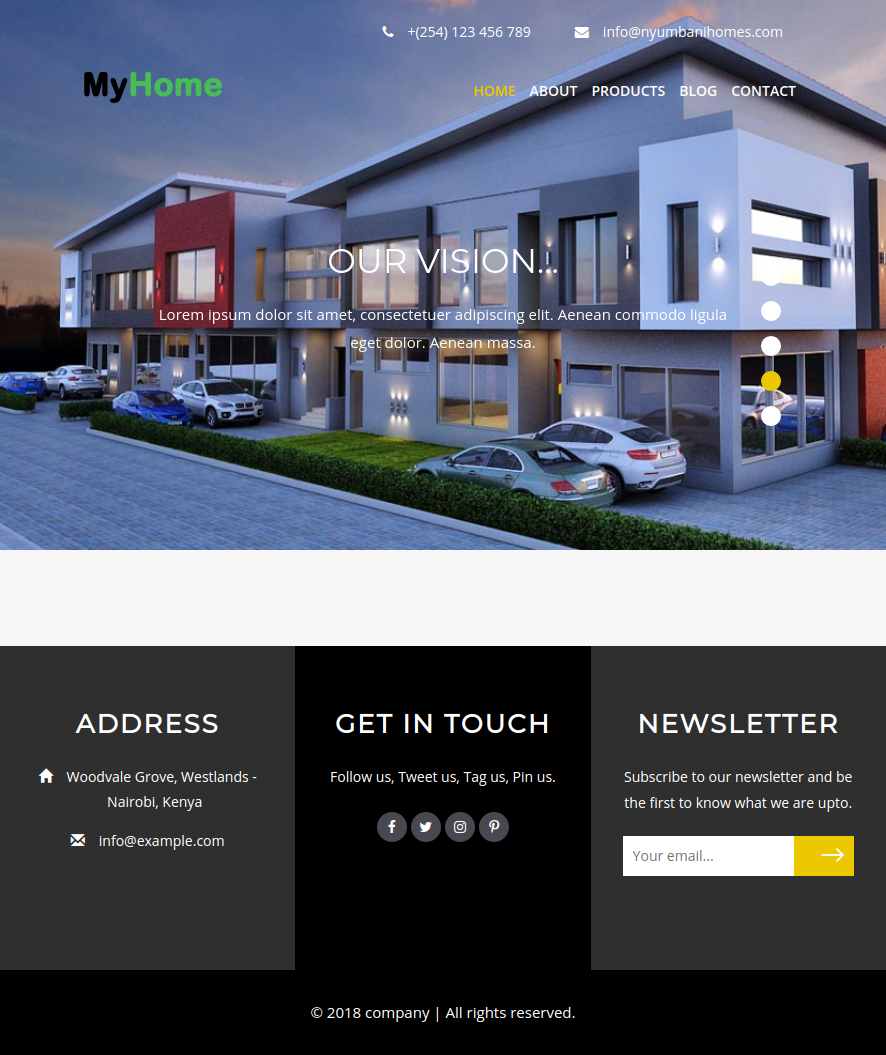 +(254) 123 456 789 info@nyumbanihomes.com
MyHome
HOME ABOUT PRODUCTS BLOG CONTACT
OUR VISION...
Lorem ipsum dolor sit amet, consectetuer adipiscing elit. Aenean commodo ligula
eget dolor. Aenean massa.
ADDRESS
Woodvale Grove, Westlands -
Nairobi, Kenya
info@example.com
GET IN TOUCH
Follow us, Tweet us, Tag us, Pin us.
NEWSLETTER
Subscribe to our newsletter and be
the first to know what we are upto.
Your email...
© 2018 company | All rights reserved.